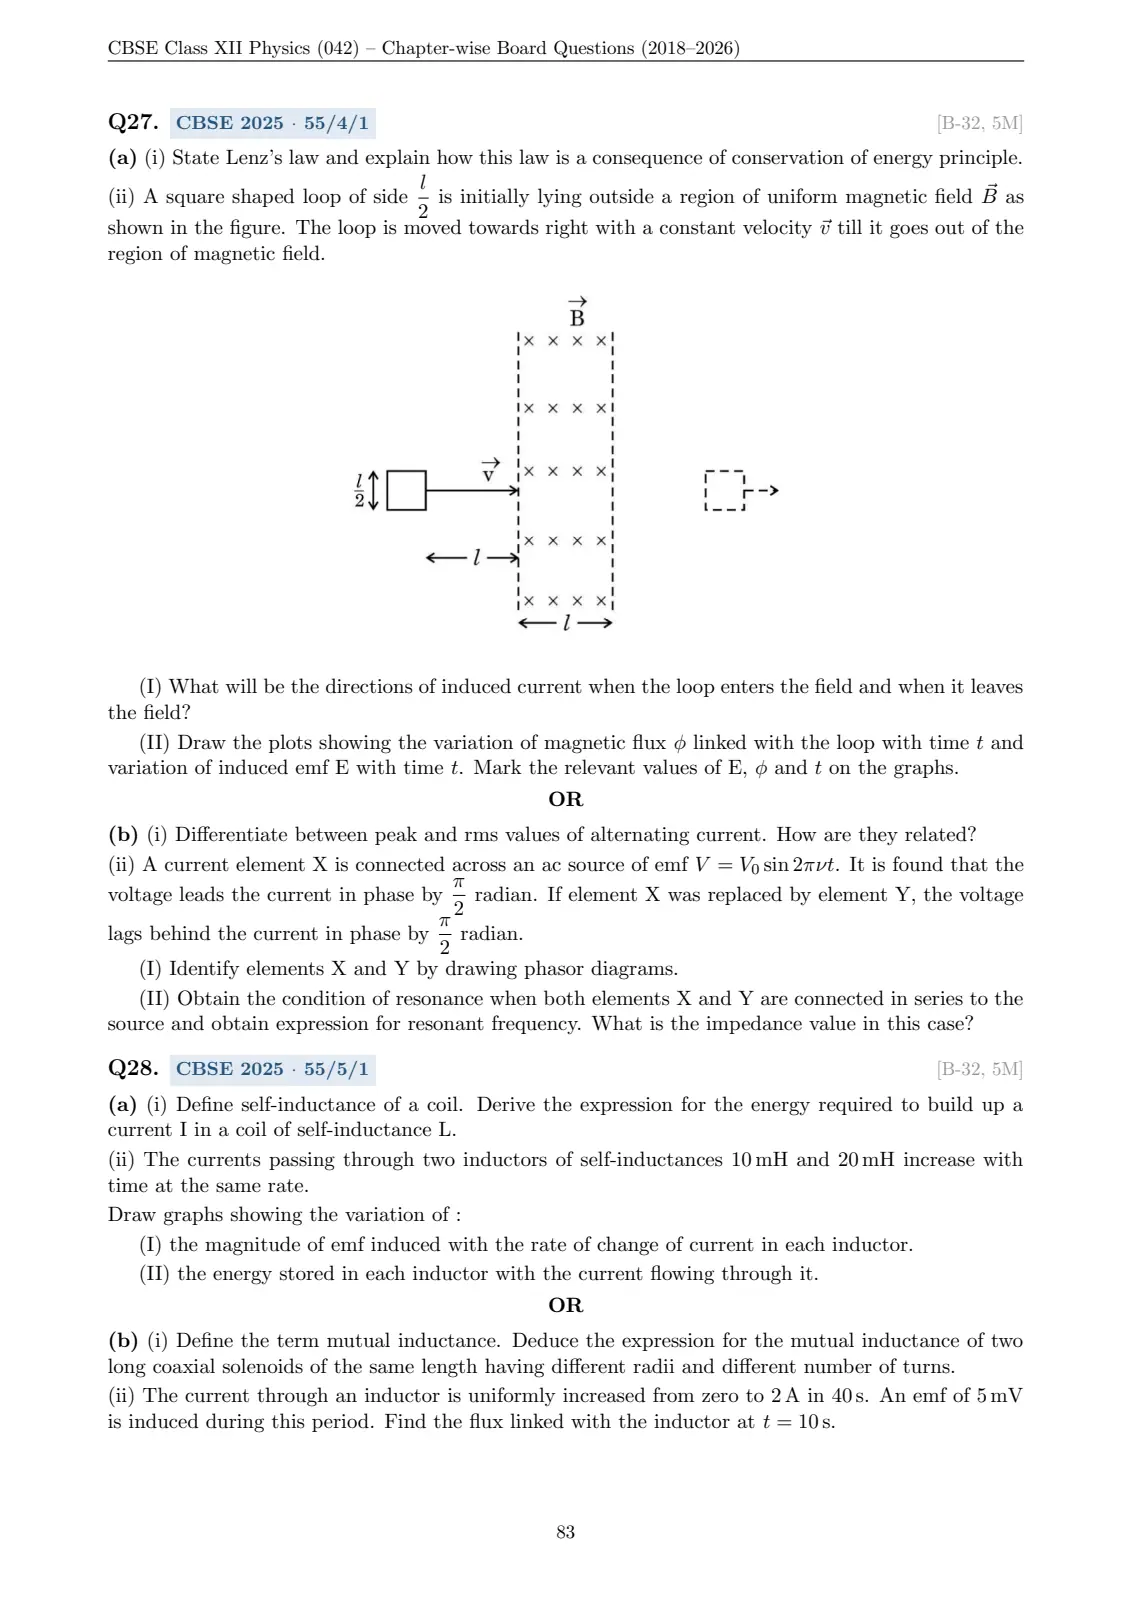 CBSE Class XII Physics (042) – Chapter-wise Board Questions (2018–2026)
Q27. CBSE 2025 · 55/4/1 [B-32, 5M]
(a) (i) State Lenz's law and explain how this law is a consequence of conservation of energy principle.
(ii) A square shaped loop of side l/2 is initially lying outside a region of uniform magnetic field B⃗ as
shown in the figure. The loop is moved towards right with a constant velocity v⃗ till it goes out of the
region of magnetic field.
B⃗
× × × ×
× × × ×
v⃗
× × × ×
l/2
× × × ×
l
× × × ×
l
(I) What will be the directions of induced current when the loop enters the field and when it leaves
the field?
(II) Draw the plots showing the variation of magnetic flux ϕ linked with the loop with time t and
variation of induced emf E with time t. Mark the relevant values of E, ϕ and t on the graphs.
OR
(b) (i) Differentiate between peak and rms values of alternating current. How are they related?
(ii) A current element X is connected across an ac source of emf V = V₀ sin 2πνt. It is found that the
voltage leads the current in phase by π/2 radian. If element X was replaced by element Y, the voltage
lags behind the current in phase by π/2 radian.
(I) Identify elements X and Y by drawing phasor diagrams.
(II) Obtain the condition of resonance when both elements X and Y are connected in series to the
source and obtain expression for resonant frequency. What is the impedance value in this case?
Q28. CBSE 2025 · 55/5/1 [B-32, 5M]
(a) (i) Define self-inductance of a coil. Derive the expression for the energy required to build up a
current I in a coil of self-inductance L.
(ii) The currents passing through two inductors of self-inductances 10 mH and 20 mH increase with
time at the same rate.
Draw graphs showing the variation of :
(I) the magnitude of emf induced with the rate of change of current in each inductor.
(II) the energy stored in each inductor with the current flowing through it.
OR
(b) (i) Define the term mutual inductance. Deduce the expression for the mutual inductance of two
long coaxial solenoids of the same length having different radii and different number of turns.
(ii) The current through an inductor is uniformly increased from zero to 2 A in 40 s. An emf of 5 mV
is induced during this period. Find the flux linked with the inductor at t = 10 s.
83